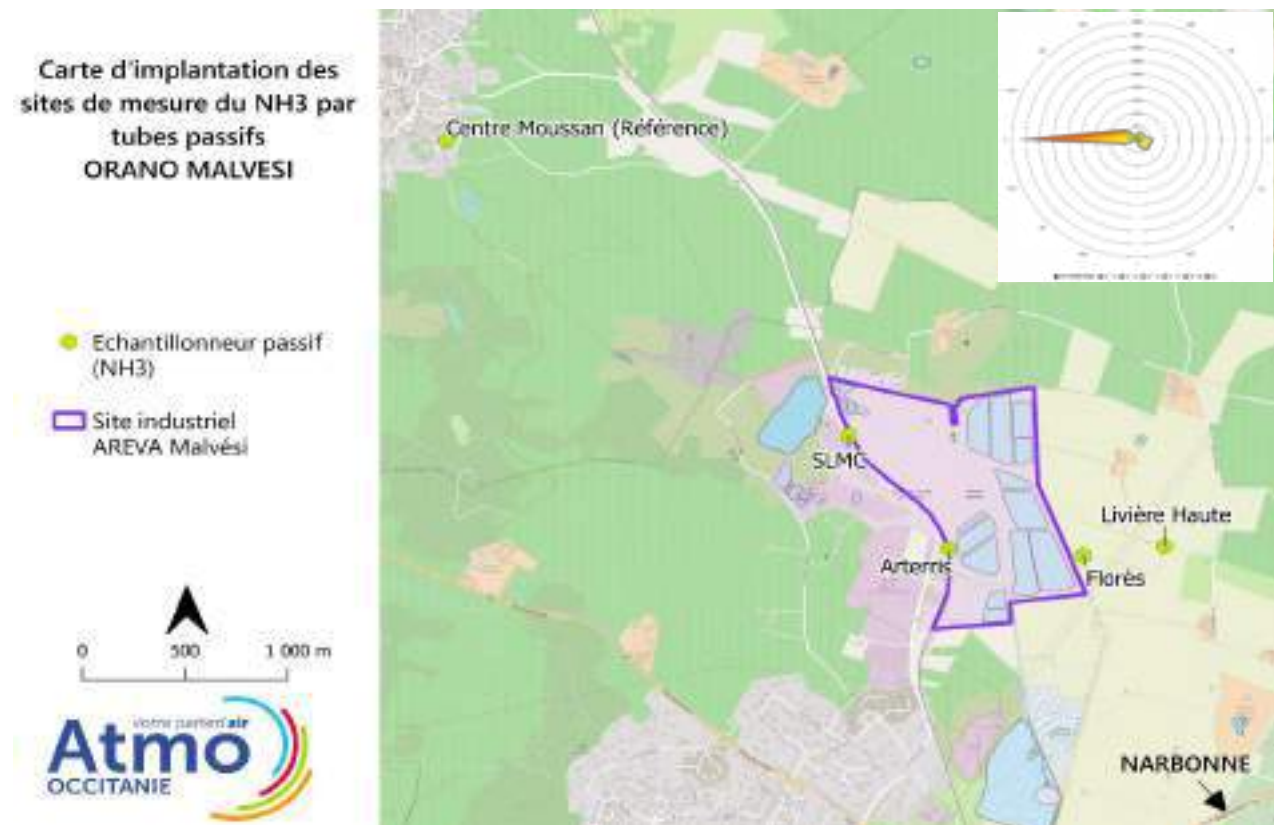 Carte d'implantation des
sites de mesure du NH3 par
tubes passifs
ORANO MALVESI
Centre Moussan (Référence)
Echantillonneur passif
(NH3)
Site industriel
AREVA Malvési
SLMC
Livière Haute
Arterris
Florès
0 500 1 000 m
votre partenaire
Atmo
OCCITANIE
NARBONNE